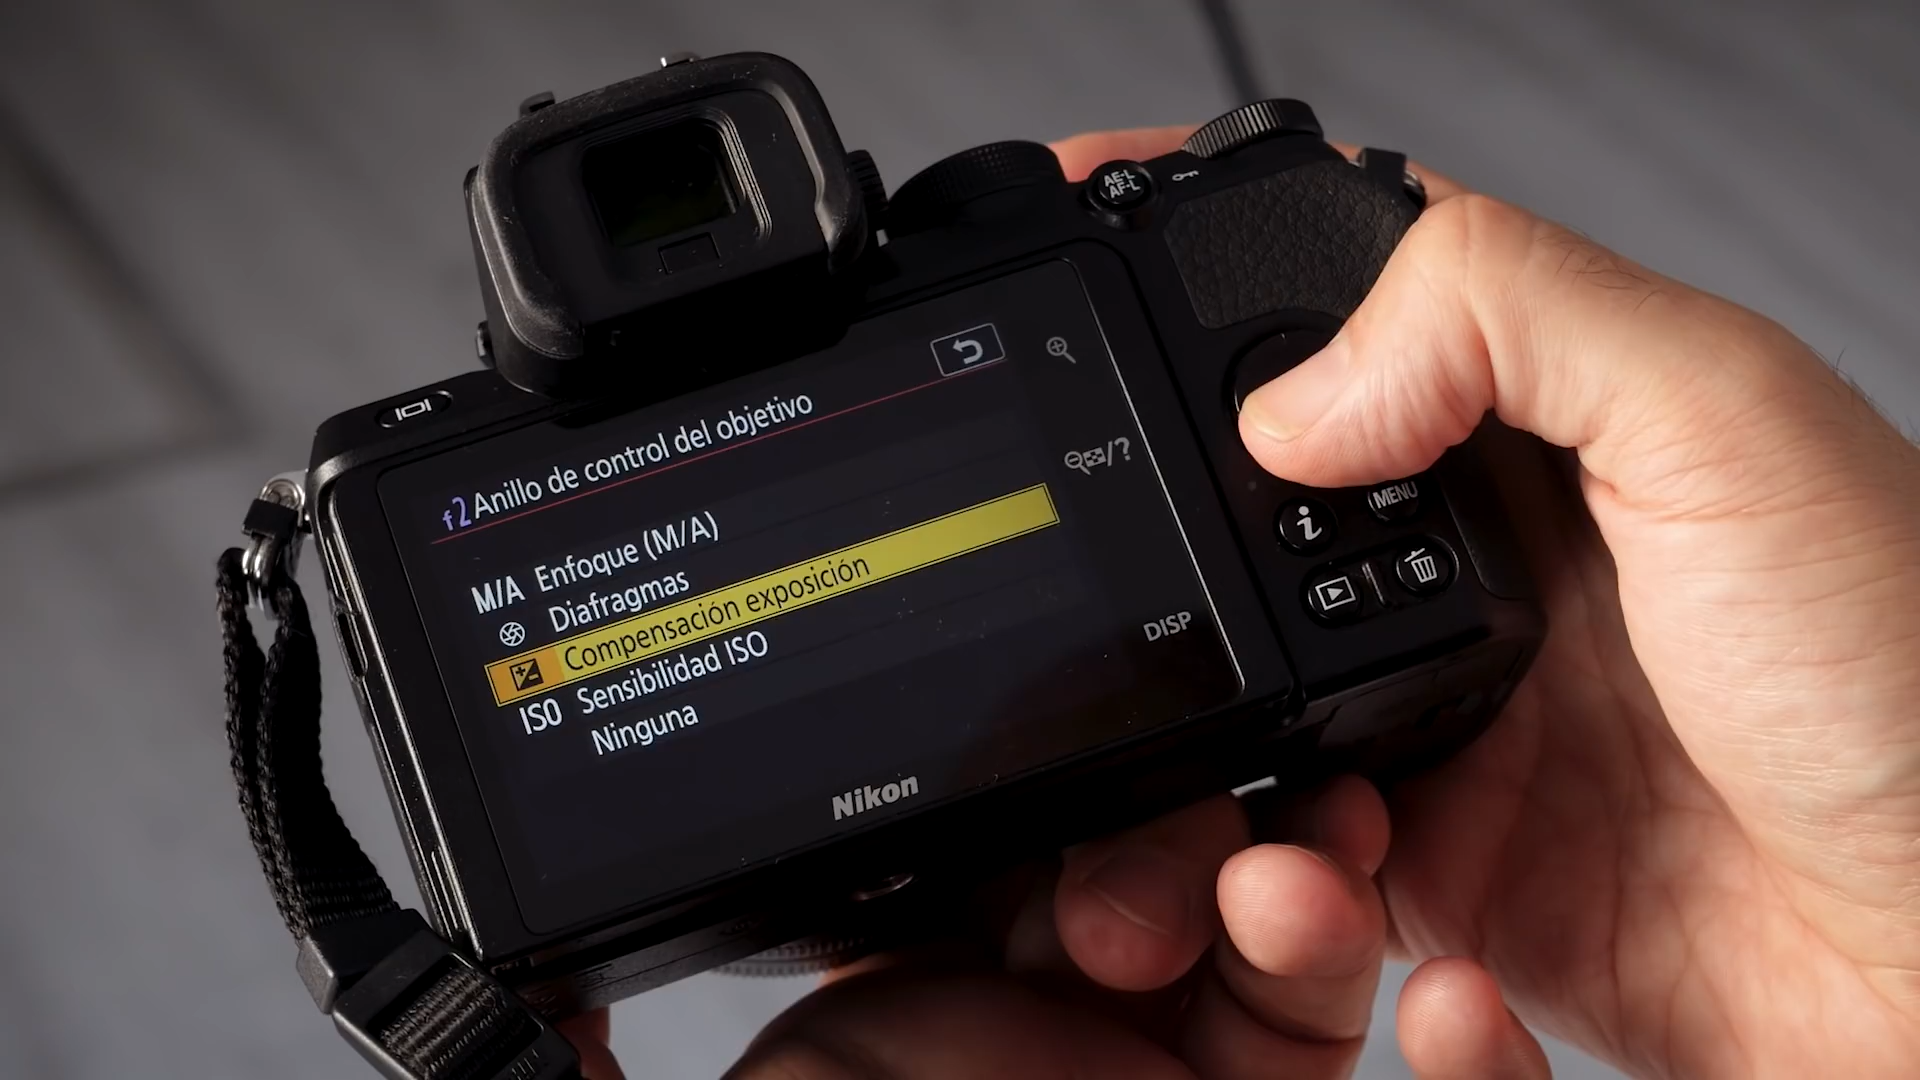 AE-L
AF-L
f2 Anillo de control del objetivo
M/A Enfoque (M/A)
Diafragmas
Compensación exposición
ISO Sensibilidad ISO
Ninguna
?
DISP
MENU
i
Nikon